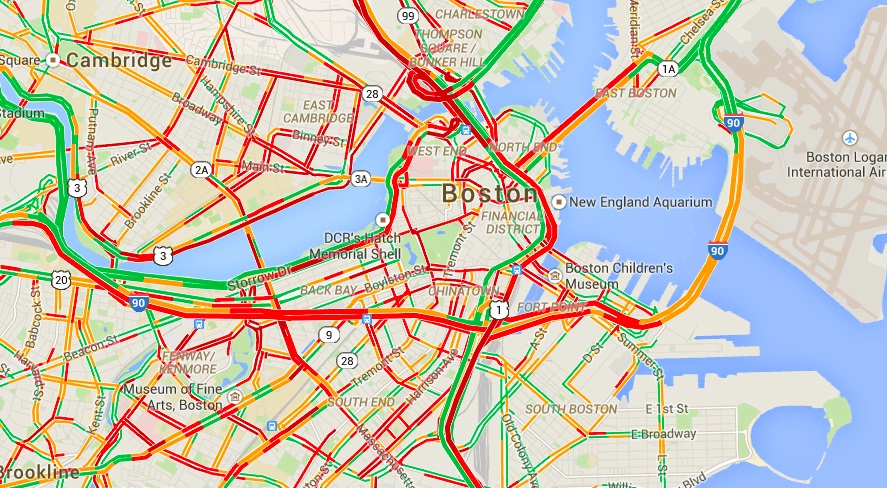 99
CHARLESTOWN
Meridian St
Chelsea St
THOMPSON
SQUARE /
BUNKER HILL
Square
Cambridge
Cambridge St
1A
28
EAST BOSTON
Hampshire St
Broadway
EAST
CAMBRIDGE
Stadium
Putnam Ave
90
Binney St
Boston Logan
International Air
River St
WEST END
NORTH END
2A
Main St
3A
3
Brookline St
Boston
New England Aquarium
FINANCIAL
DISTRICT
DCR's Hatch
Memorial Shell
Tremont St
90
3
Storrow Dr
Boylston St
Boston Children's
Museum
20
BACK BAY
CHINATOWN
90
1
FORT POINT
Babcock St
9
A St
Beacon St
28
D St
Summer St
FENWAY/
KENMORE
Tremont St
Harrison Ave
Harvard St
Museum of Fine
Arts, Boston
Kent St
SOUTH END
SOUTH BOSTON
E 1st St
E Broadway
Massachusetts
Old Colony Ave
L St
Brookline
Blvd